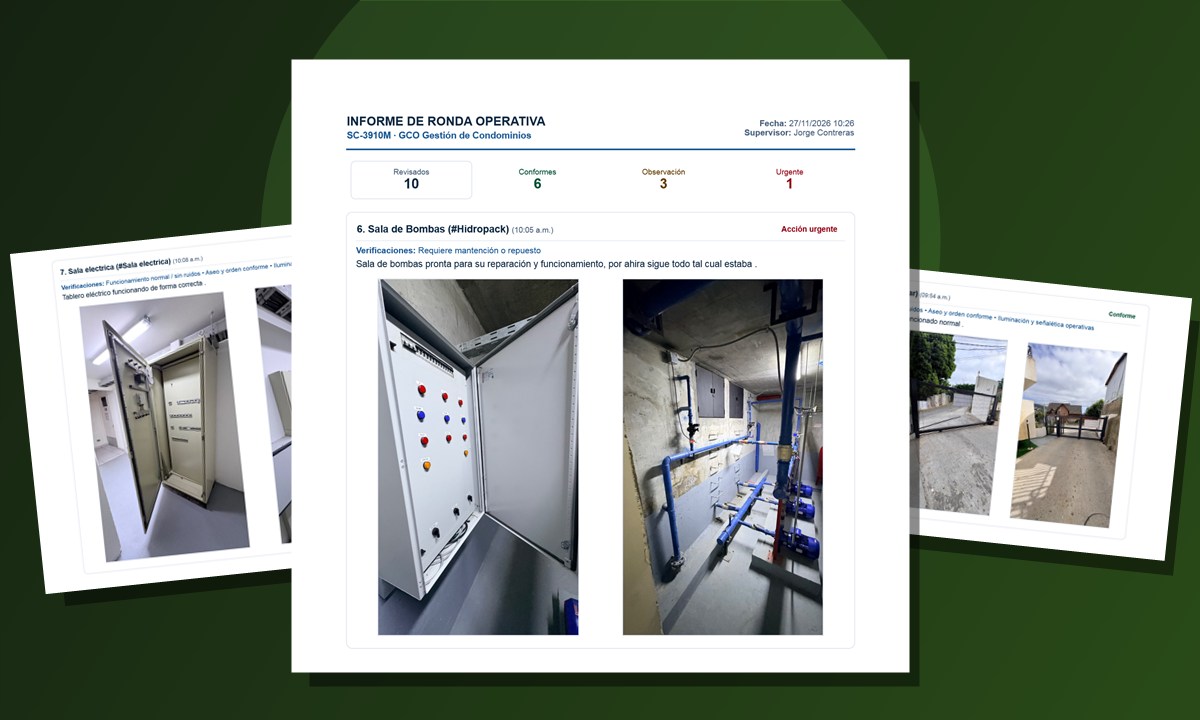 INFORME DE RONDA OPERATIVA
SC-3910M · GCO Gestión de Condominios
Fecha: 27/11/2026 10:26
Supervisor: Jorge Contreras
Revisados
10
Conformes
6
Observación
3
Urgente
1
6. Sala de Bombas (#Hidropack) (10:05 a.m.)
Acción urgente
Verificaciones: Requiere mantención o repuesto
Sala de bombas pronta para su reparación y funcionamiento, por ahira sigue todo tal cual estaba .
7. Sala electrica (#Sala electrica) (10:08 a.m.)
Verificaciones: Funcionamiento normal / sin ruidos • Aseo y orden conforme •
Tablero eléctrico funcionando de forma correcta .
(09:54 a.m.)
Conforme
• Aseo y orden conforme • Iluminación y señalética operativas
normal .